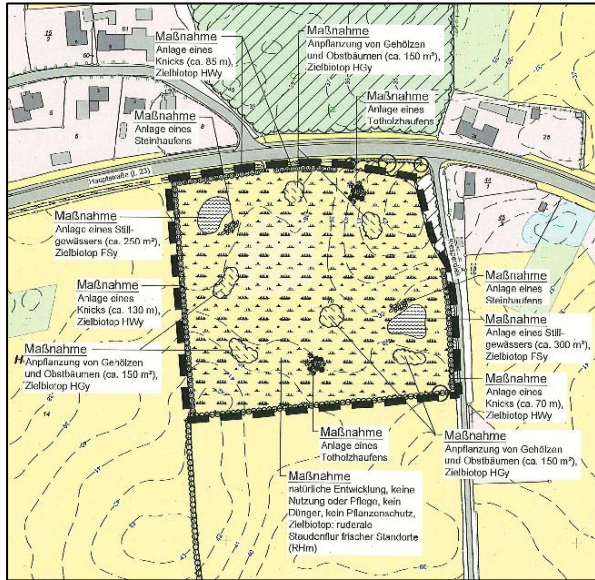 Maßnahme
Anlage eines
Knicks (ca. 85 m),
Zielbiotop HWy
Maßnahme
Anpflanzung von Gehölzen
und Obstbäumen (ca. 150 m²),
Zielbiotop HGy
Maßnahme
Anlage eines
Steinhaufens
Maßnahme
Anlage eines
Totholzhaufens
Hauptstraße (L 23)
Maßnahme
Anlage eines Still-
gewässers (ca. 250 m²),
Zielbiotop FSy
Maßnahme
Anlage eines
Steinhaufens
Maßnahme
Anlage eines
Knicks (ca. 130 m),
Zielbiotop HWy
Maßnahme
Anlage eines Still-
gewässers (ca. 300 m²),
Zielbiotop FSy
Maßnahme
H Anpflanzung von Gehölzen
und Obstbäumen (ca. 150 m²),
Zielbiotop HGy
14
Maßnahme
Anlage eines
Knicks (ca. 70 m),
Zielbiotop HWy
Maßnahme
Anlage eines
Totholzhaufens
Maßnahme
Anpflanzung von Gehölzen
und Obstbäumen (ca. 150 m²),
Zielbiotop HGy
Maßnahme
natürliche Entwicklung, keine
Nutzung oder Pflege, kein
Dünger, kein Pflanzenschutz,
Zielbiotop: ruderale
Staudenflur frischer Standorte
(RHm)